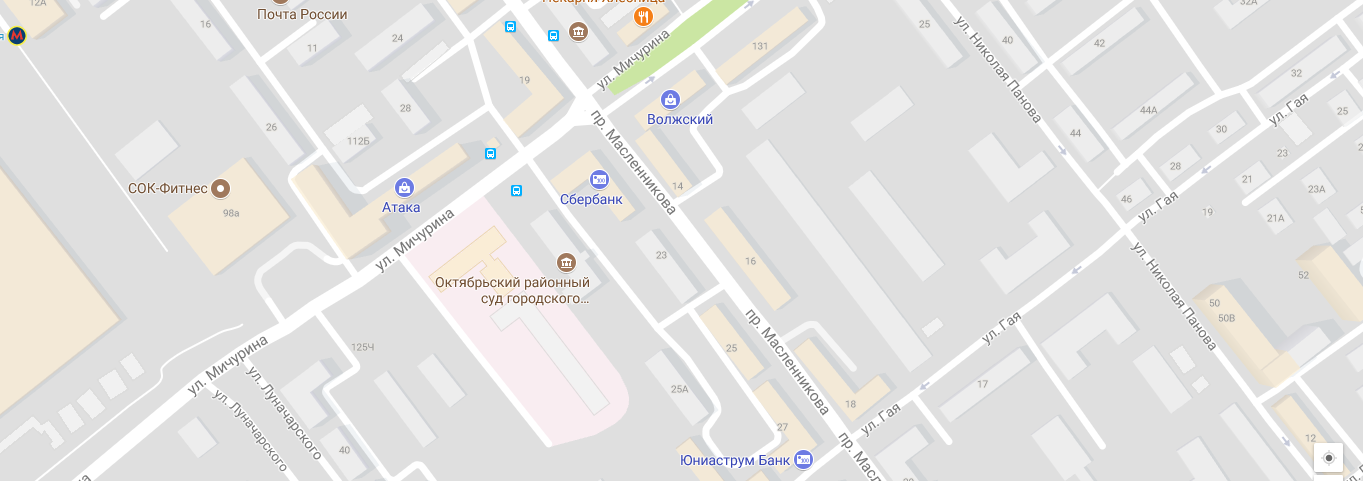 12А
Почта России
Пекарня Хлебница
М
я
16
11
24
28
26
112Б
19
ул. Мичурина
131
Волжский
пр. Масленникова
ул. Николая Панова
25
40
42
32А
32
44А
ул. Гая
25
44
30
28
21
23А
46
ул. Гая
19
21А
СОК-Фитнес
98а
Атака
ул. Мичурина
Сбербанк
14
Октябрьский районный
суд городского...
23
16
ул. Гая
ул. Николая Панова
52
50
50В
125Ч
ул. Мичурина
ул. Луначарского
ул. Луначарского
40
25
25А
27
пр. Масленникова
18
17
ул. Гая
12
Юниаструм Банк
пр. Масл